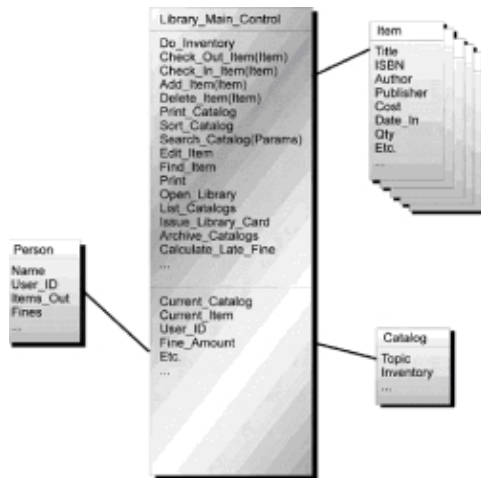 Library_Main_Control
Do_Inventory
Check_Out_Item(Item)
Check_In_Item(Item)
Add_Item(Item)
Delete_Item(Item)
Print_Catalog
Sort_Catalog
Search_Catalog(Params)
Edit_Item
Find_Item
Print
Open_Library
List_Catalogs
Issue_Library_Card
Archive_Catalogs
Calculate_Late_Fine
...
Current_Catalog
Current_Item
User_ID
Fine_Amount
Etc.
...
Item
Title
ISBN
Author
Publisher
Cost
Date_In
Qty
Etc.
...
Person
Name
User_ID
Items_Out
Fines
...
Catalog
Topic
Inventory
...